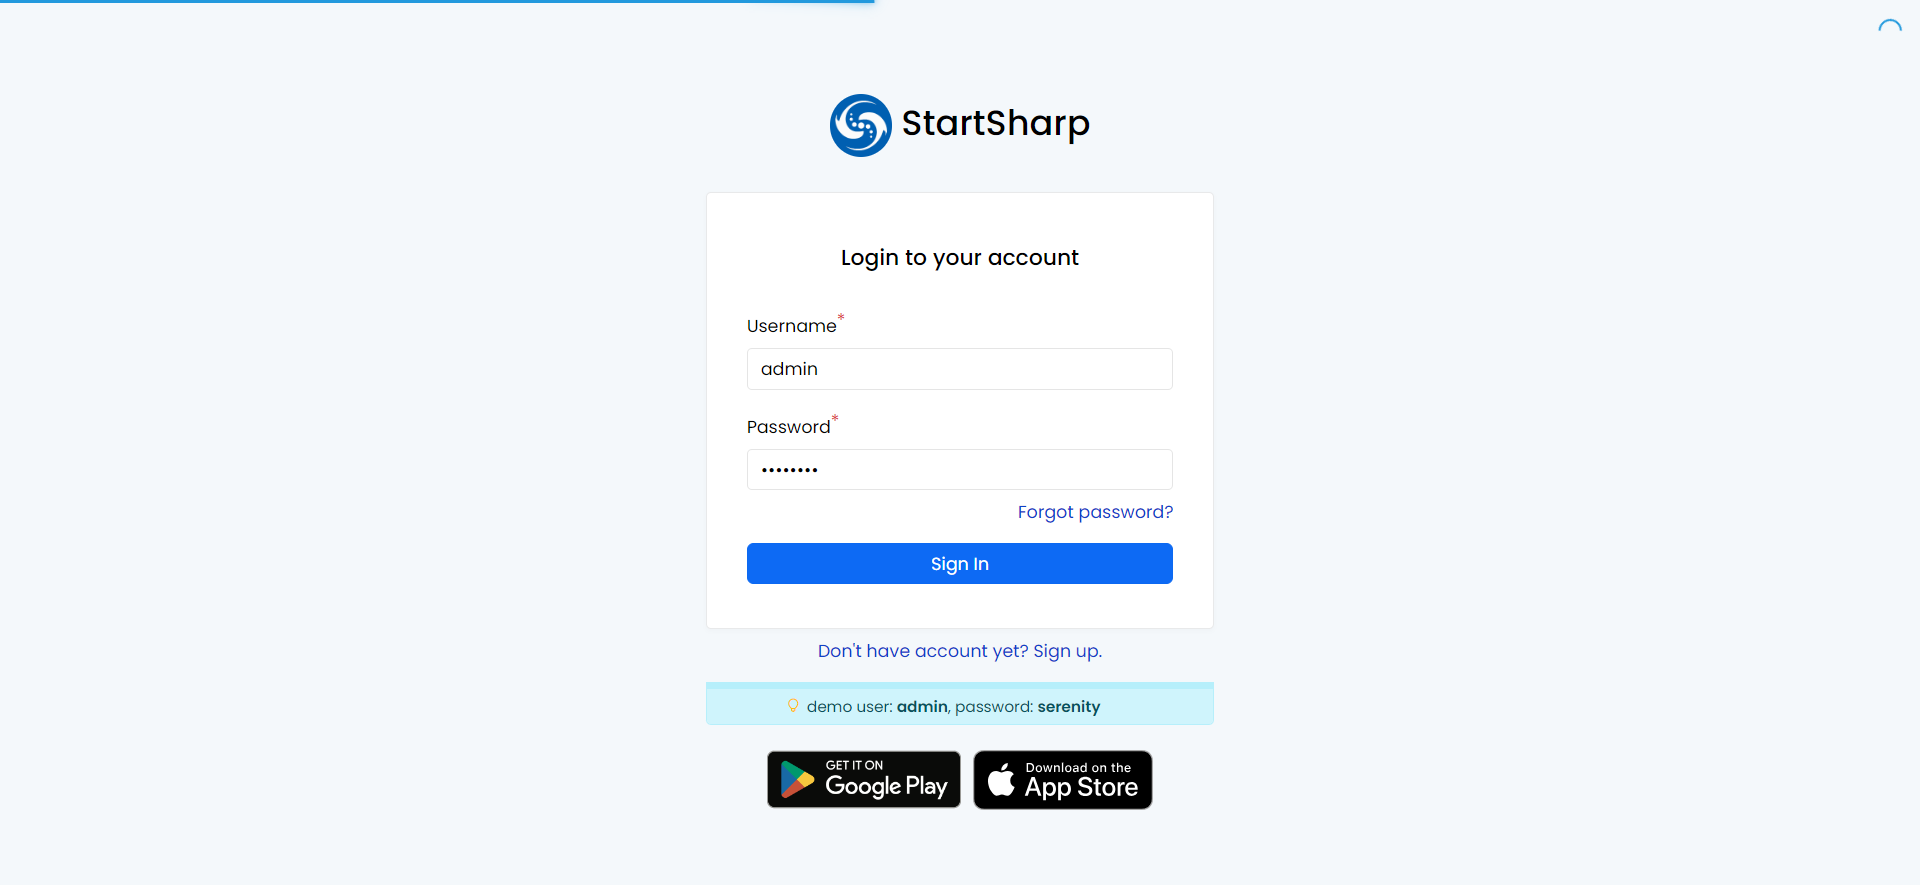 StartSharp
Login to your account
Username*
admin
Password*
••••••••
Forgot password?
Sign In
Don't have account yet? Sign up.
demo user: admin, password: serenity
GET IT ON
Google Play
Download on the
App Store